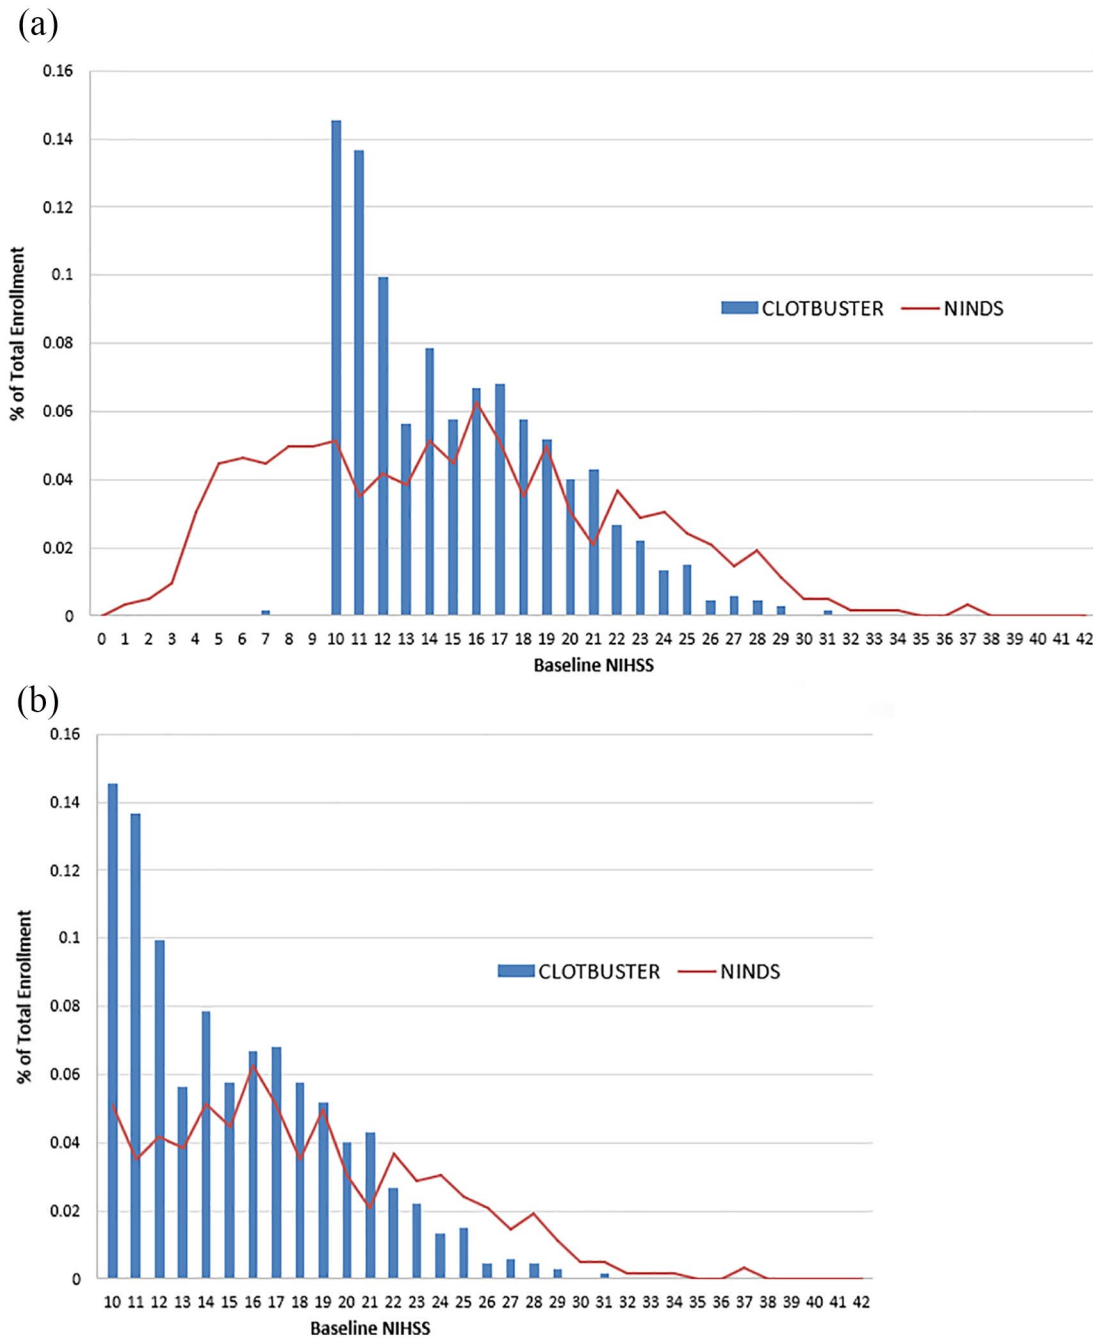 (a)
0.16
0.14
0.12
0.1
0.08
0.06
0.04
0.02
0
% of Total Enrollment
CLOTBUSTER NINDS
0 1 2 3 4 5 6 7 8 9 10 11 12 13 14 15 16 17 18 19 20 21 22 23 24 25 26 27 28 29 30 31 32 33 34 35 36 37 38 39 40 41 42
Baseline NIHSS
(b)
0.16
0.14
0.12
0.1
0.08
0.06
0.04
0.02
0
% of Total Enrollment
CLOTBUSTER NINDS
10 11 12 13 14 15 16 17 18 19 20 21 22 23 24 25 26 27 28 29 30 31 32 33 34 35 36 37 38 39 40 41 42
Baseline NIHSS